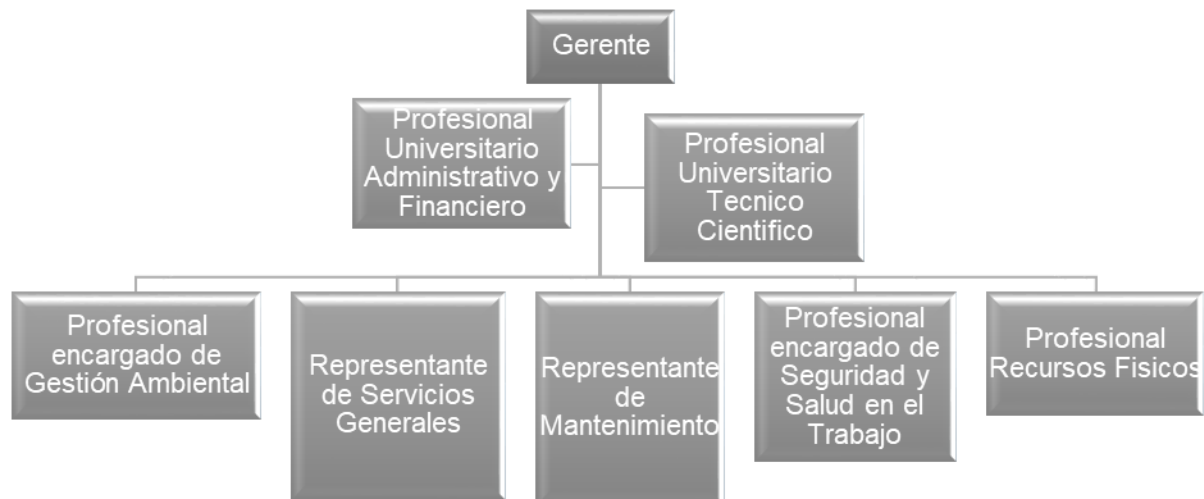 Gerente
Profesional
Universitario
Administrativo y
Financiero
Profesional
Universitario
Tecnico
Cientifico
Profesional
encargado de
Gestión Ambiental
Representante
de Servicios
Generales
Representante
de
Mantenimiento
Profesional
encargado de
Seguridad y
Salud en el
Trabajo
Profesional
Recursos Fisicos